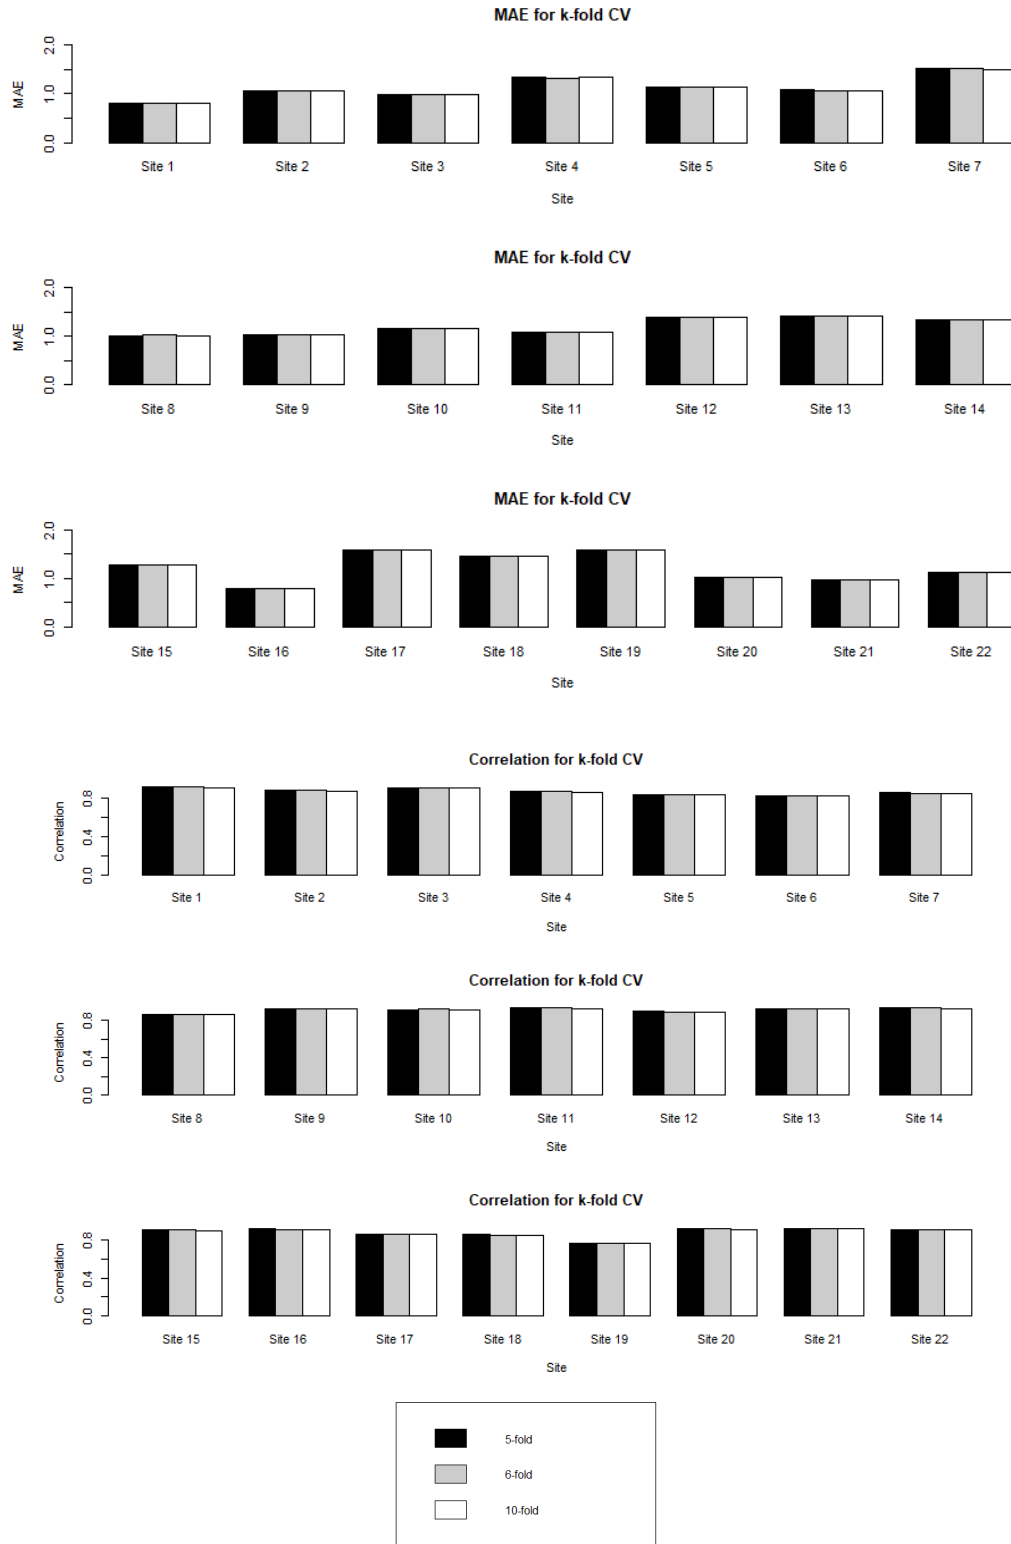 MAE for k-fold CV
2.0
1.0
0.0
MAE
Site 1 Site 2 Site 3 Site 4 Site 5 Site 6 Site 7
Site
MAE for k-fold CV
2.0
1.0
0.0
MAE
Site 8 Site 9 Site 10 Site 11 Site 12 Site 13 Site 14
Site
MAE for k-fold CV
2.0
1.0
0.0
MAE
Site 15 Site 16 Site 17 Site 18 Site 19 Site 20 Site 21 Site 22
Site
Correlation for k-fold CV
0.8
0.4
0.0
Correlation
Site 1 Site 2 Site 3 Site 4 Site 5 Site 6 Site 7
Site
Correlation for k-fold CV
0.8
0.4
0.0
Correlation
Site 8 Site 9 Site 10 Site 11 Site 12 Site 13 Site 14
Site
Correlation for k-fold CV
0.8
0.4
0.0
Correlation
Site 15 Site 16 Site 17 Site 18 Site 19 Site 20 Site 21 Site 22
Site
5-fold
6-fold
10-fold